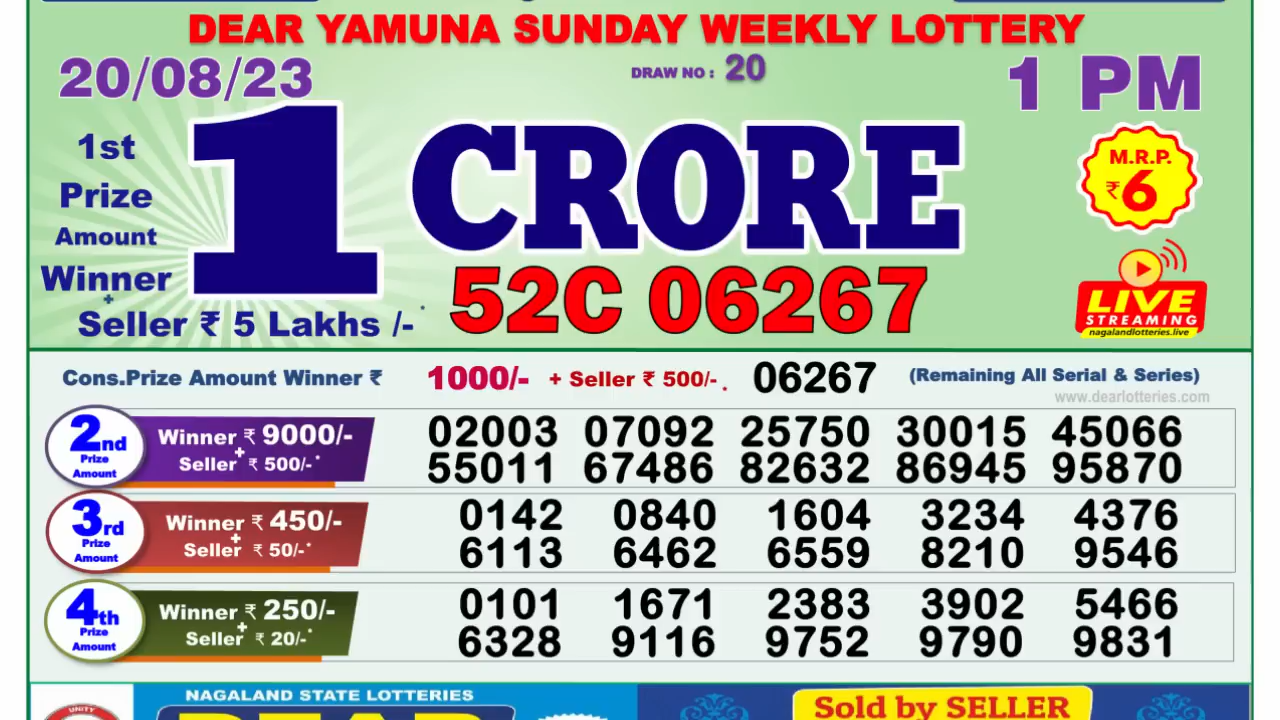 DEAR YAMUNA SUNDAY WEEKLY LOTTERY
20/08/23
DRAW NO : 20
1 PM
1st
Prize
Amount
Winner
+
Seller ₹ 5 Lakhs /-
1 CRORE
52C 06267
M.R.P.
₹6
LIVE
STREAMING
nagalandlotteries.live
Cons.Prize Amount Winner ₹ 1000/- + Seller ₹ 500/- . 06267 (Remaining All Serial & Series)
www.dearlotteries.com
2nd
Prize
Amount
Winner ₹ 9000/-
+
Seller ₹ 500/-*
02003 07092 25750 30015 45066
55011 67486 82632 86945 95870
3rd
Prize
Amount
Winner ₹ 450/-
+
Seller ₹ 50/-*
0142 0840 1604 3234 4376
6113 6462 6559 8210 9546
4th
Prize
Amount
Winner ₹ 250/-
+
Seller ₹ 20/-*
0101 1671 2383 3902 5466
6328 9116 9752 9790 9831
UNITY
NAGALAND STATE LOTTERIES
DEAR
Sold by SELLER